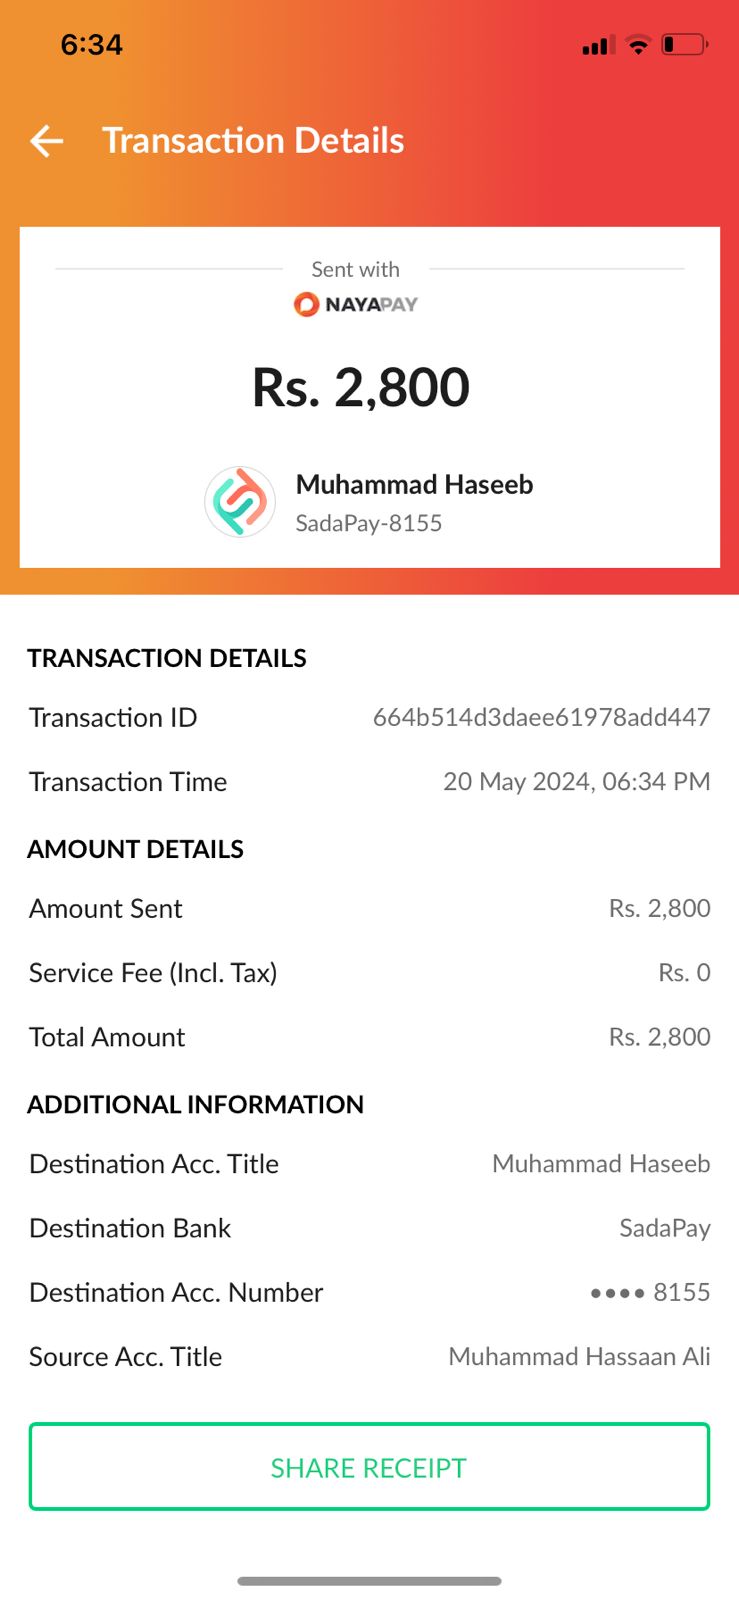 6:34
Transaction Details
Sent with
NAYAPAY
Rs. 2,800
Muhammad Haseeb
SadaPay-8155
TRANSACTION DETAILS
Transaction ID 664b514d3daee61978add447
Transaction Time 20 May 2024, 06:34 PM
AMOUNT DETAILS
Amount Sent Rs. 2,800
Service Fee (Incl. Tax) Rs. 0
Total Amount Rs. 2,800
ADDITIONAL INFORMATION
Destination Acc. Title Muhammad Haseeb
Destination Bank SadaPay
Destination Acc. Number •••• 8155
Source Acc. Title Muhammad Hassaan Ali
SHARE RECEIPT